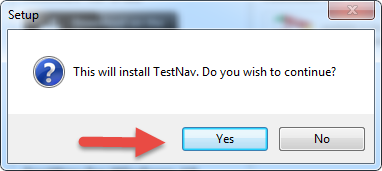 Setup
This will install TestNav. Do you wish to continue?
Yes
No